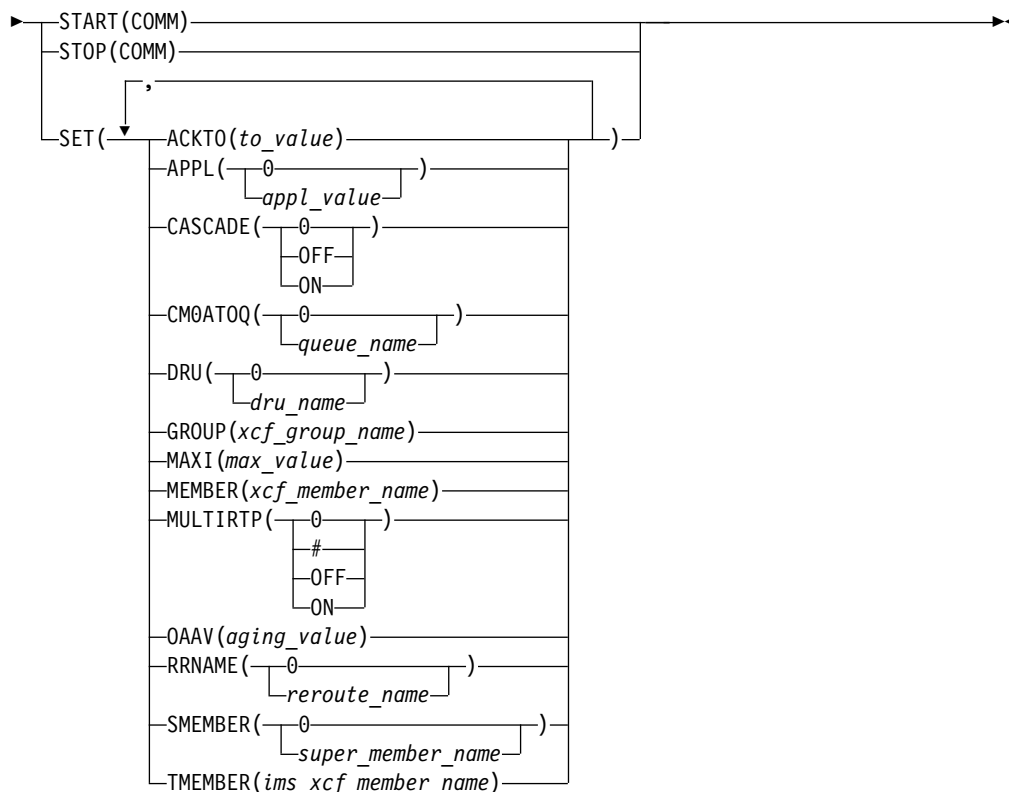 START(COMM)
STOP(COMM)
,
SET(
ACKTO(to_value)
)
APPL(
0
)
appl_value
CASCADE(
0
)
OFF
ON
CM0ATOQ(
0
)
queue_name
DRU(
0
)
dru_name
GROUP(xcf_group_name)
MAXI(max_value)
MEMBER(xcf_member_name)
MULTIRTP(
0
)
#
OFF
ON
OAAV(aging_value)
RRNAME(
0
)
reroute_name
SMEMBER(
0
)
super_member_name
TMEMBER(ims_xcf_member_name)